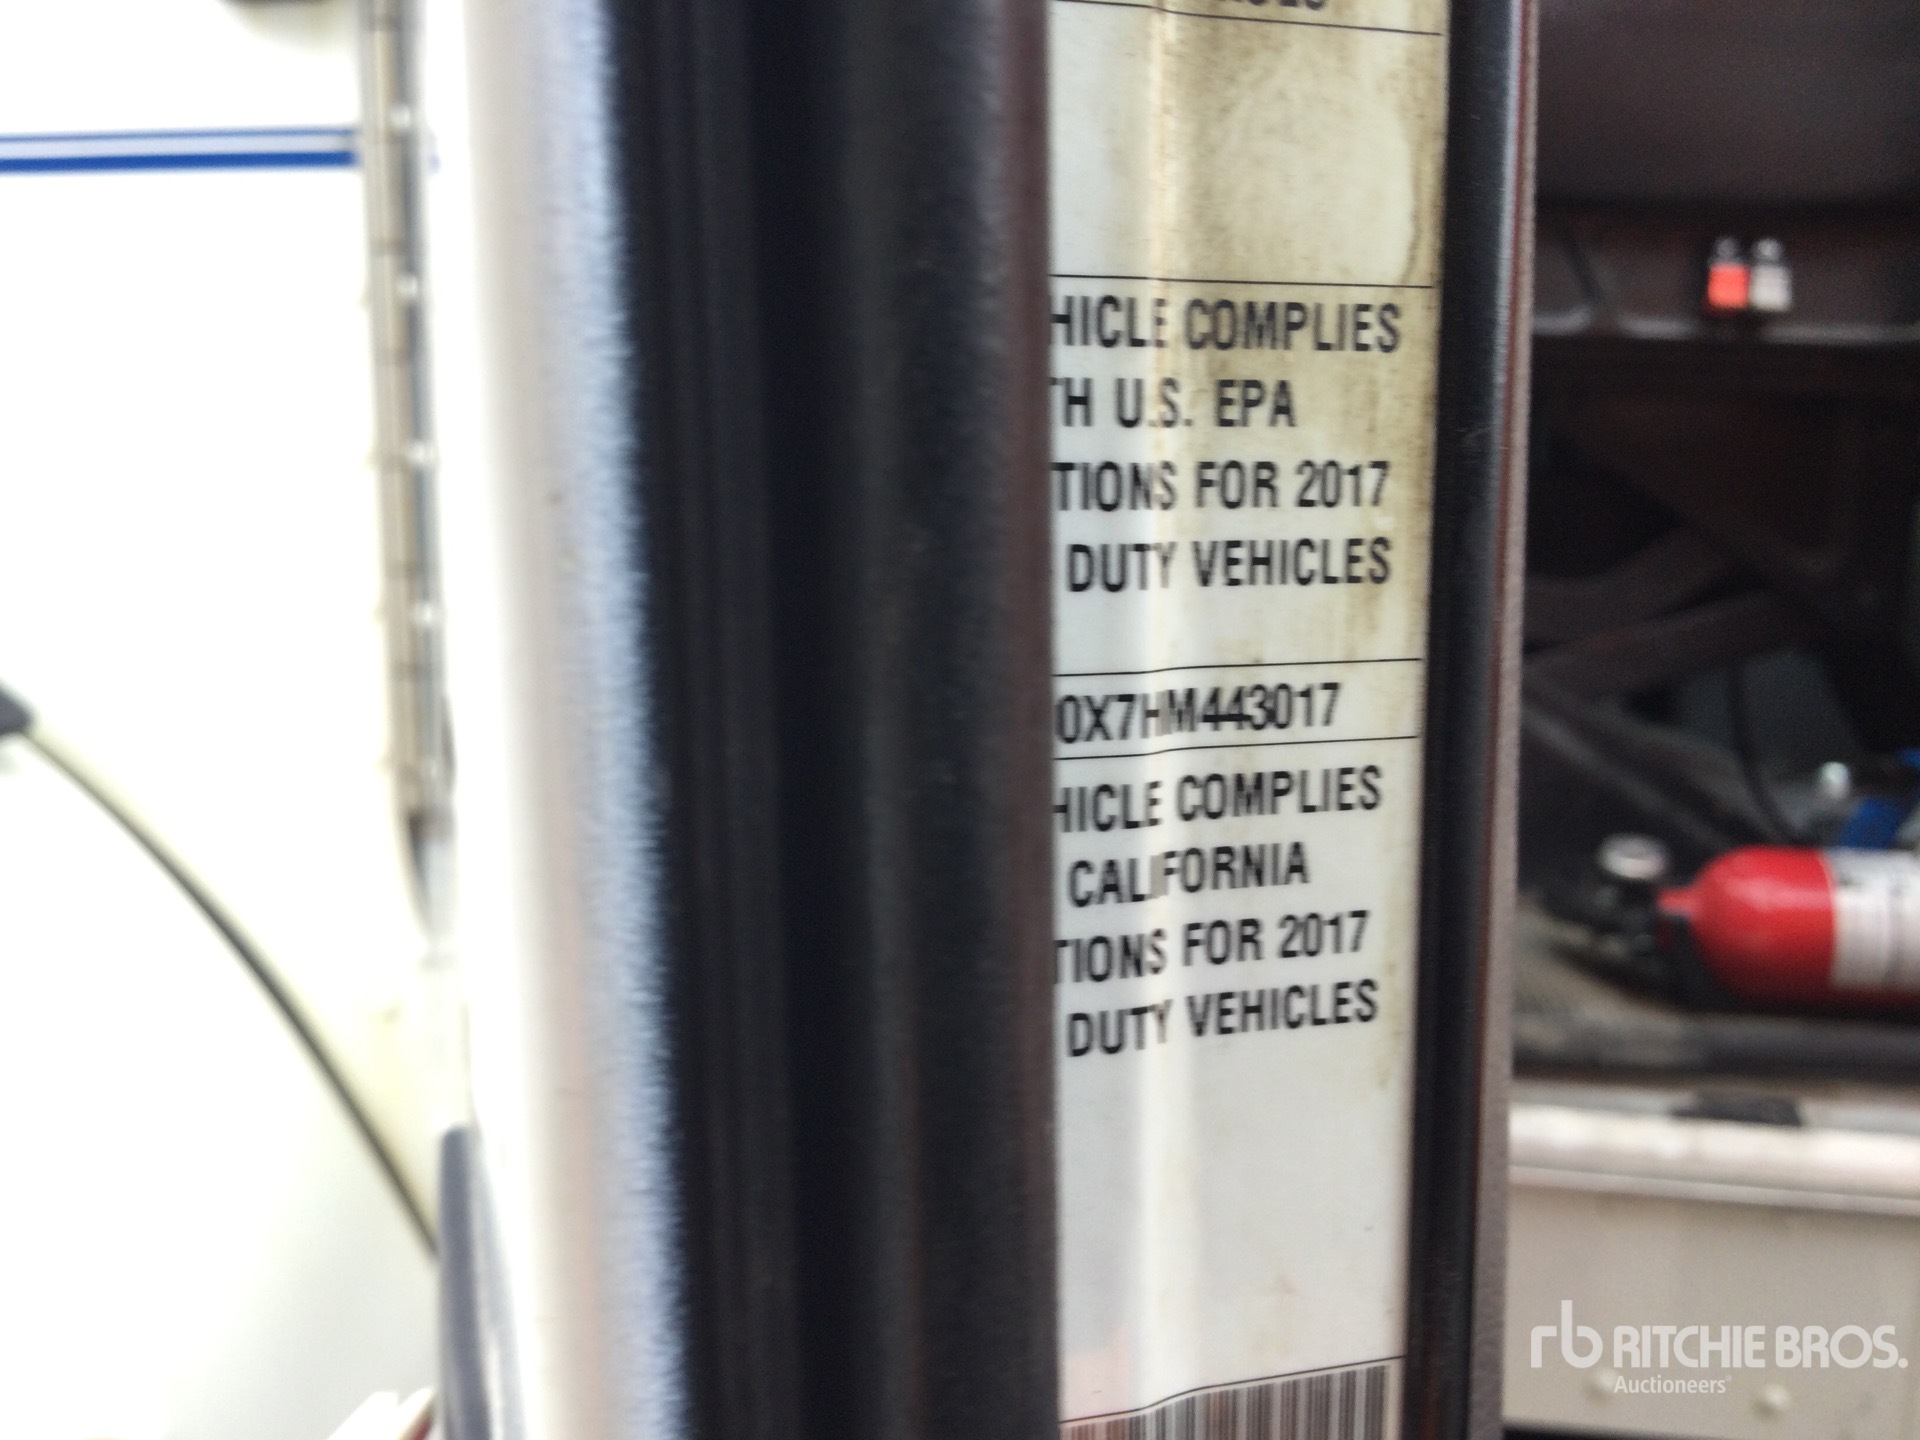 HICLE COMPLIES
TH U.S. EPA
TIONS FOR 2017
DUTY VEHICLES
0X7HM443017
HICLE COMPLIES
CALIFORNIA
TIONS FOR 2017
DUTY VEHICLES
rb RITCHIE BROS.
Auctioneers